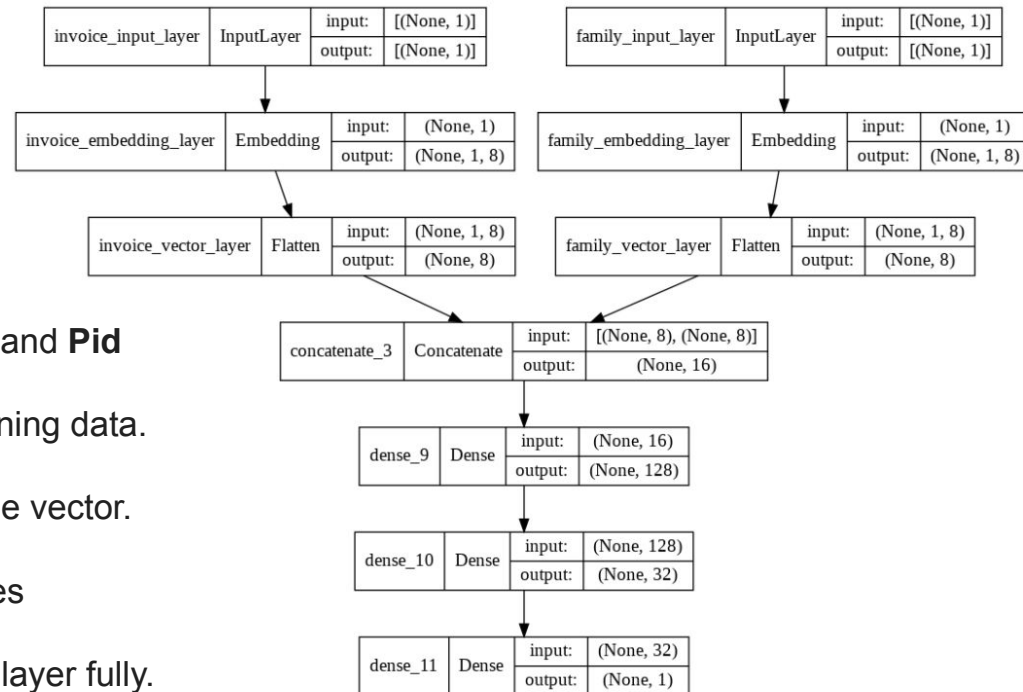 invoice_input_layer InputLayer input: [(None, 1)]
output: [(None, 1)]
family_input_layer InputLayer input: [(None, 1)]
output: [(None, 1)]
invoice_embedding_layer Embedding input: (None, 1)
output: (None, 1, 8)
family_embedding_layer Embedding input: (None, 1)
output: (None, 1, 8)
invoice_vector_layer Flatten input: (None, 1, 8)
output: (None, 8)
family_vector_layer Flatten input: (None, 1, 8)
output: (None, 8)
and Pid
concatenate_3 Concatenate input: [(None, 8), (None, 8)]
output: (None, 16)
ning data.
dense_9 Dense input: (None, 16)
output: (None, 128)
e vector.
dense_10 Dense input: (None, 128)
output: (None, 32)
es
layer fully.
dense_11 Dense input: (None, 32)
output: (None, 1)